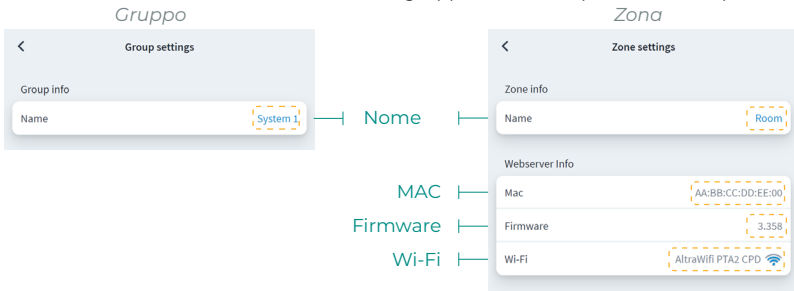 Gruppo
Group settings
Group info
Name System 1
Nome
MAC
Firmware
Wi-Fi
Zona
Zone settings
Zone info
Name Room
Webserver Info
Mac AA:BB:CC:DD:EE:00
Firmware 3.358
Wi-Fi AltraWifi PTA2 CPD